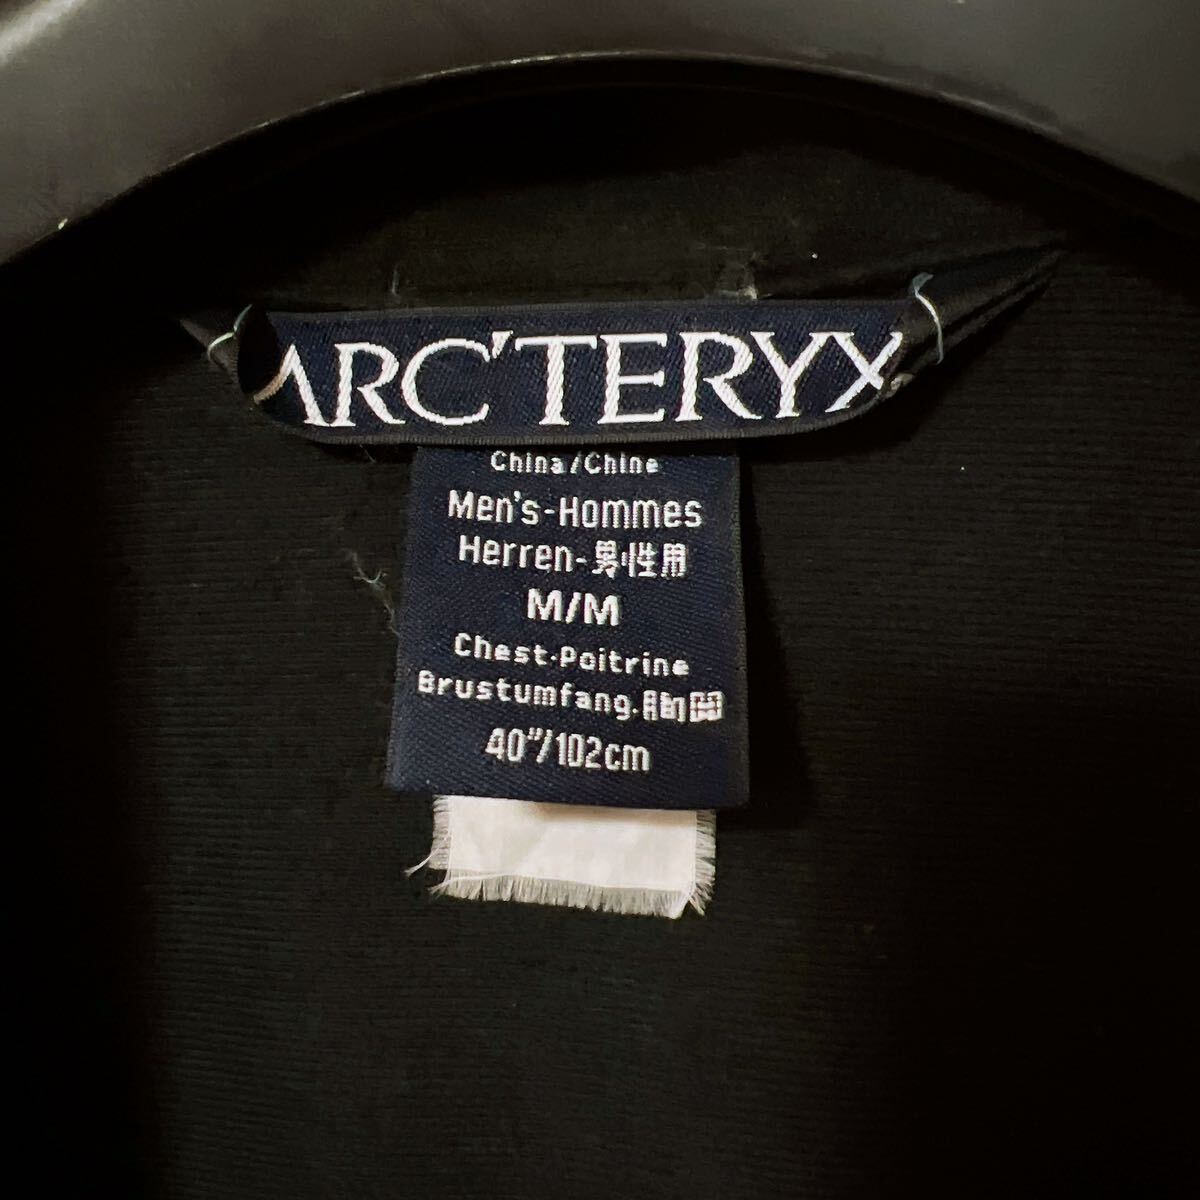 ARC'TERYX
China/Chine
Men's-Hommes
Herren-男性用
M/M
Chest-Poitrine
Brustumfang-胸囲
40"/102cm